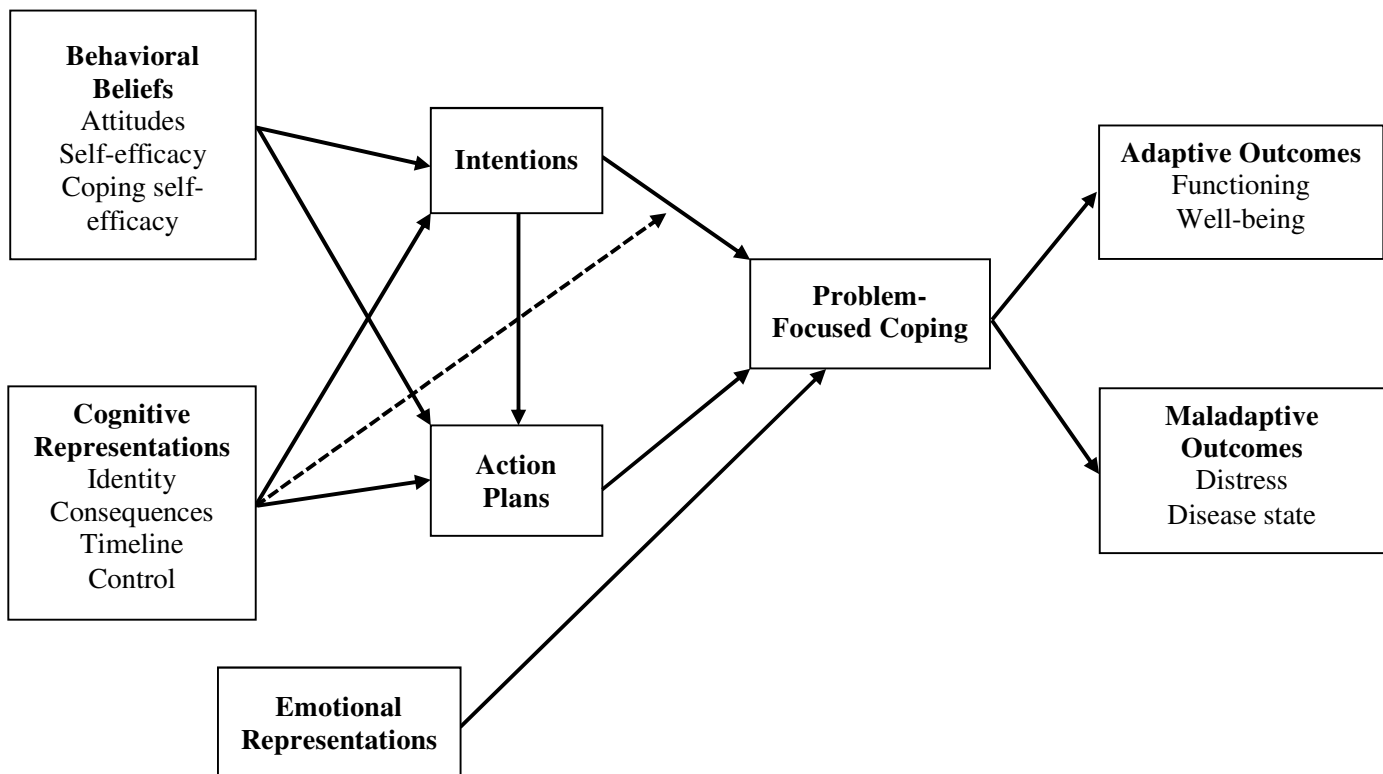 Behavioral
Beliefs
Attitudes
Self-efficacy
Coping self-
efficacy
Intentions
Adaptive Outcomes
Functioning
Well-being
Problem-
Focused Coping
Cognitive
Representations
Identity
Consequences
Timeline
Control
Action
Plans
Maladaptive
Outcomes
Distress
Disease state
Emotional
Representations